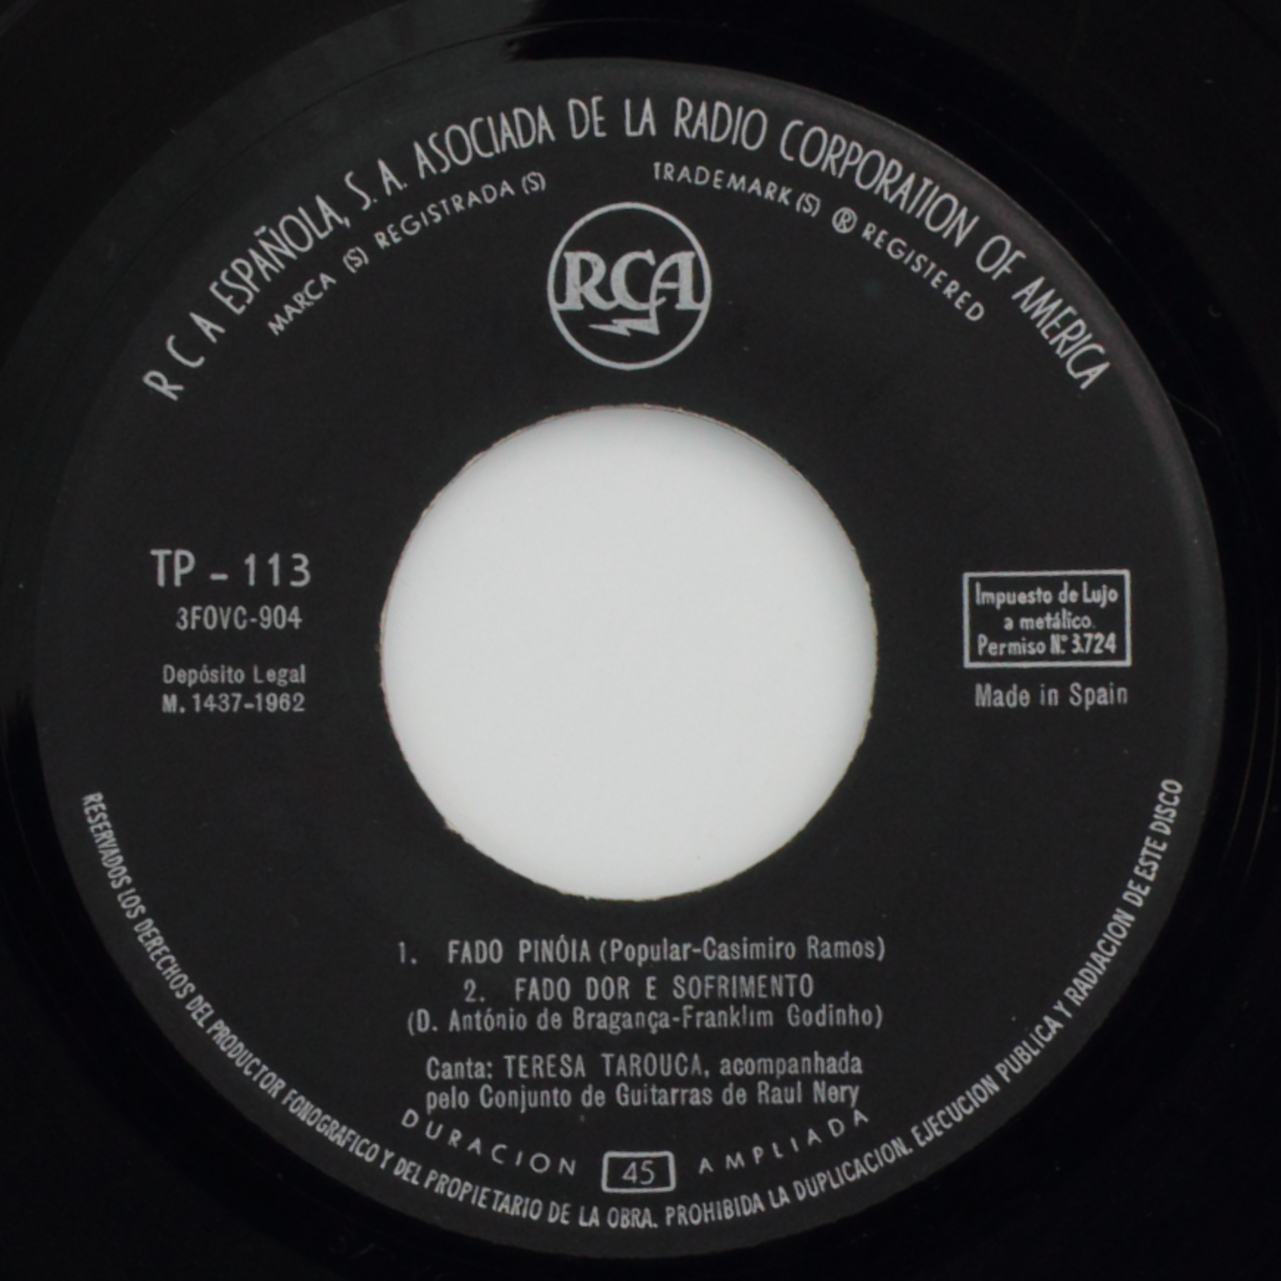 RCA ESPAÑOLA, S. A. ASOCIADA DE LA RADIO CORPORATION OF AMERICA
MARCA (S) REGISTRADA (S)
TRADEMARK (S) ® REGISTERED
RCA
TP - 113
3FOVC-904
Depósito Legal
M. 1437-1962
Impuesto de Lujo
a metálico.
Permiso N.º 3.724
Made in Spain
1. FADO PINÓIA (Popular-Casimiro Ramos)
2. FADO DOR E SOFRIMENTO
(D. António de Bragança-Franklim Godinho)
Canta: TERESA TAROUCA, acompanhada
pelo Conjunto de Guitarras de Raul Nery
DURACION 45 AMPLIADA
RESERVADOS LOS DERECHOS DEL PRODUCTOR FONOGRAFICO Y DEL PROPIETARIO DE LA OBRA. PROHIBIDA LA DUPLICACION. EJECUCION PUBLICA Y RADIACION DE ESTE DISCO